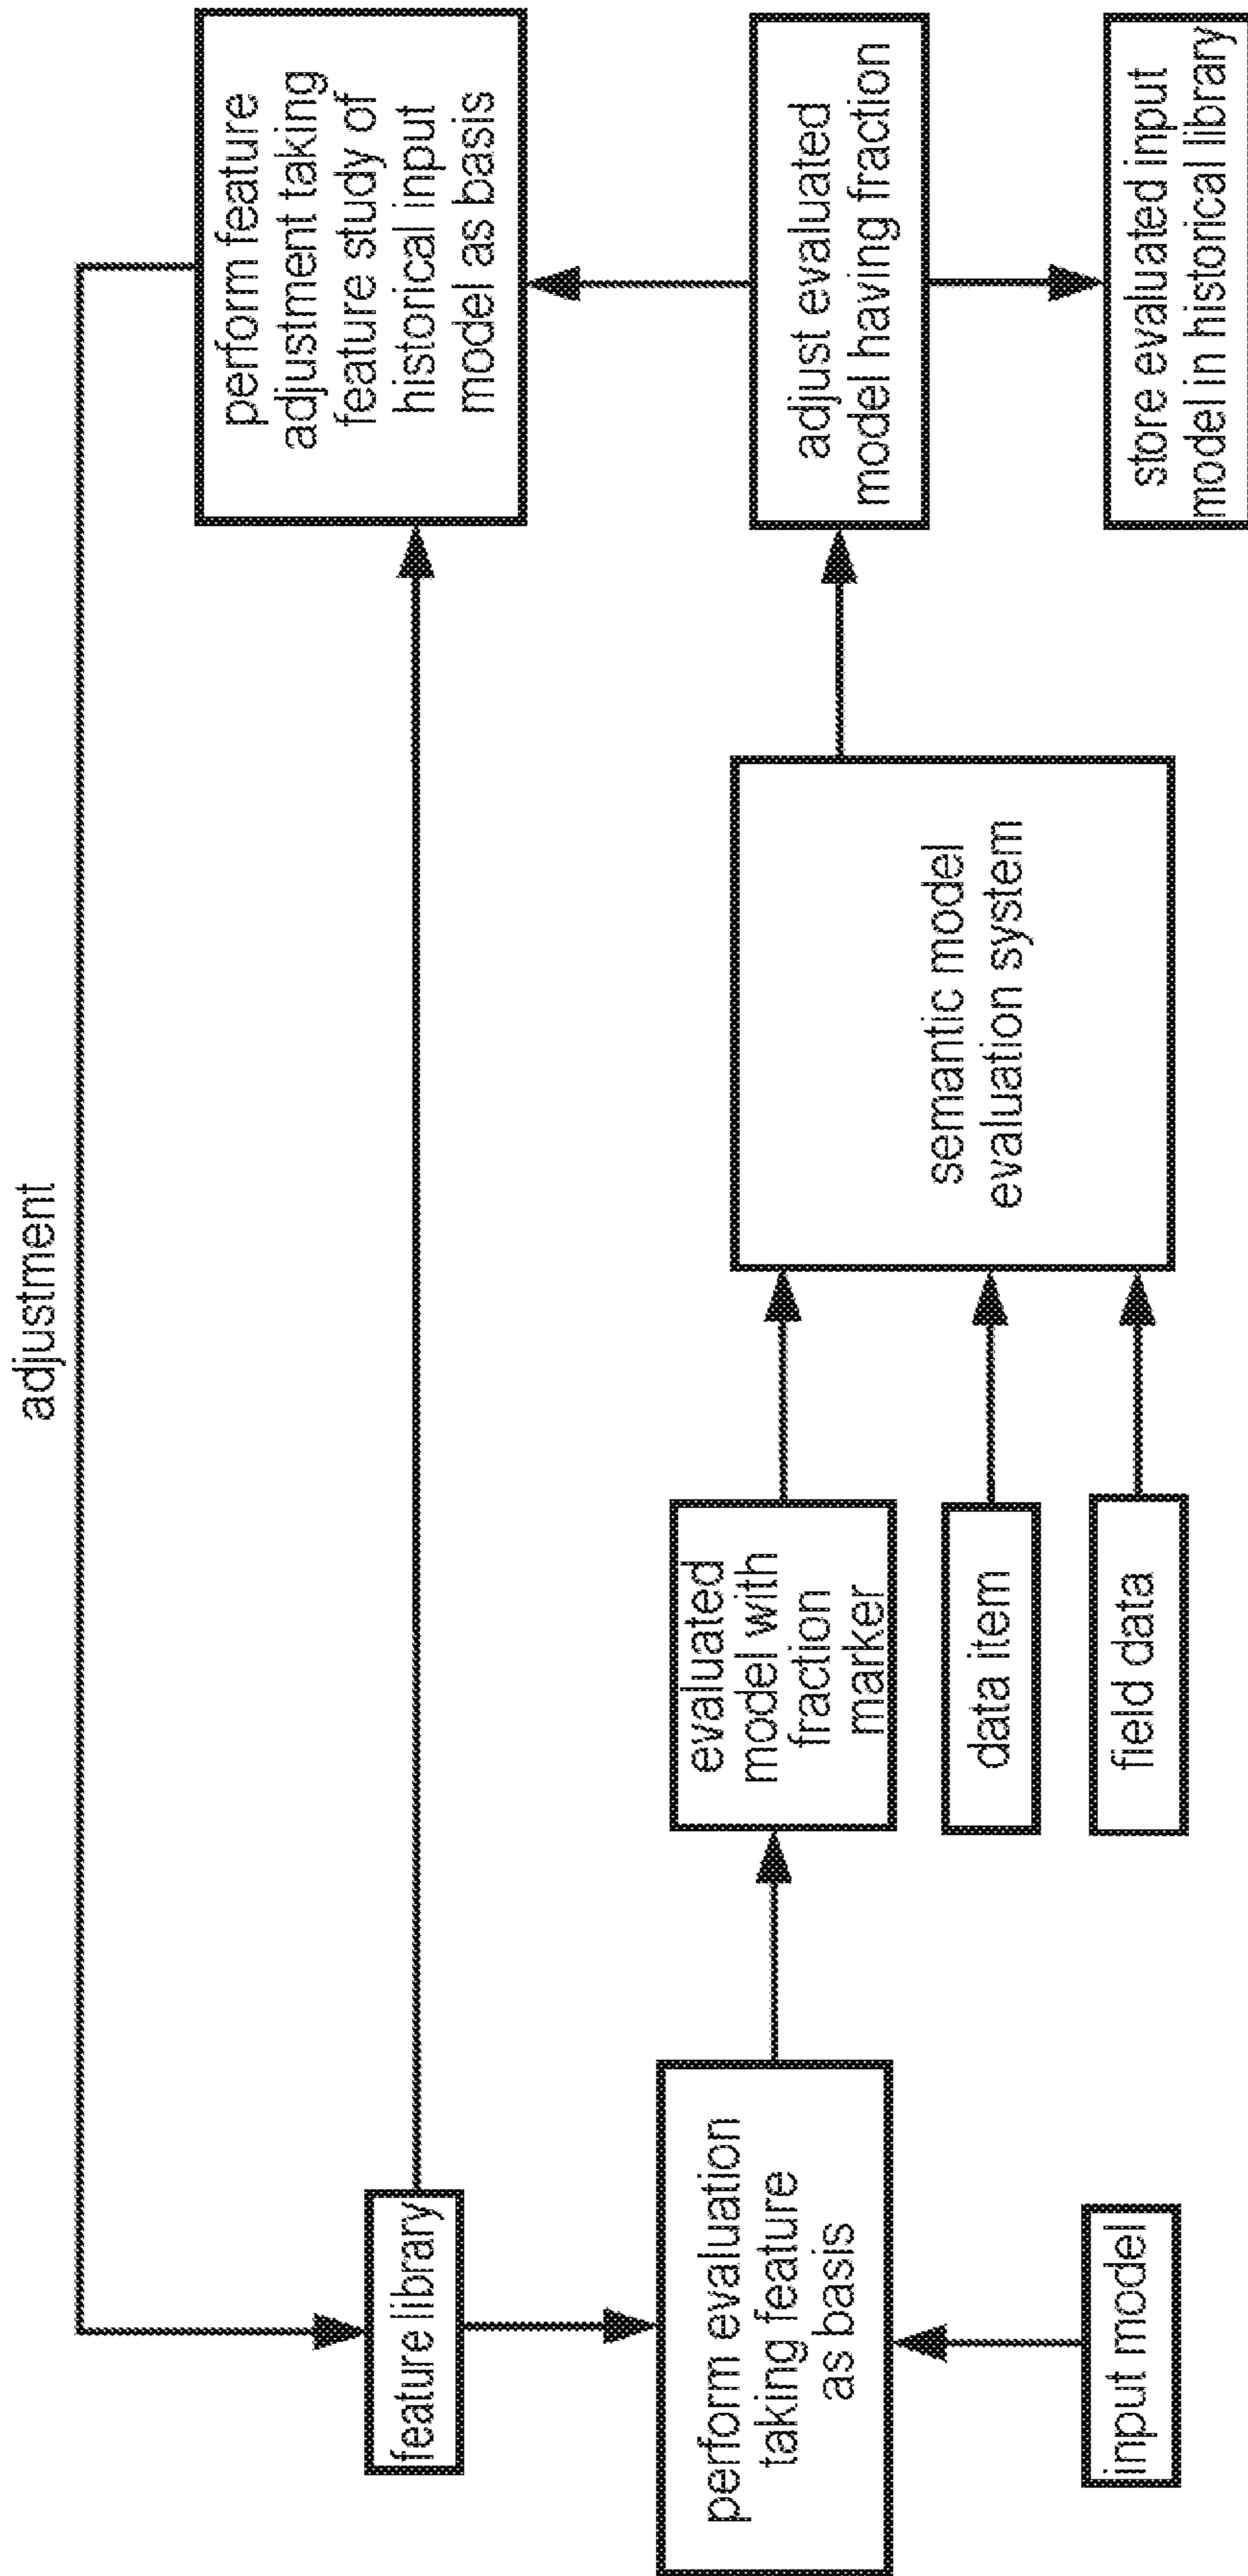 adjustment
feature library
perform feature
adjustment taking
feature study of
historical input
model as basis
perform evaluation
taking feature
as basis
evaluated
model with
fraction
marker
semantic model
evaluation system
adjust evaluated
model having fraction
input model
data item
field data
store evaluated input
model in historical library